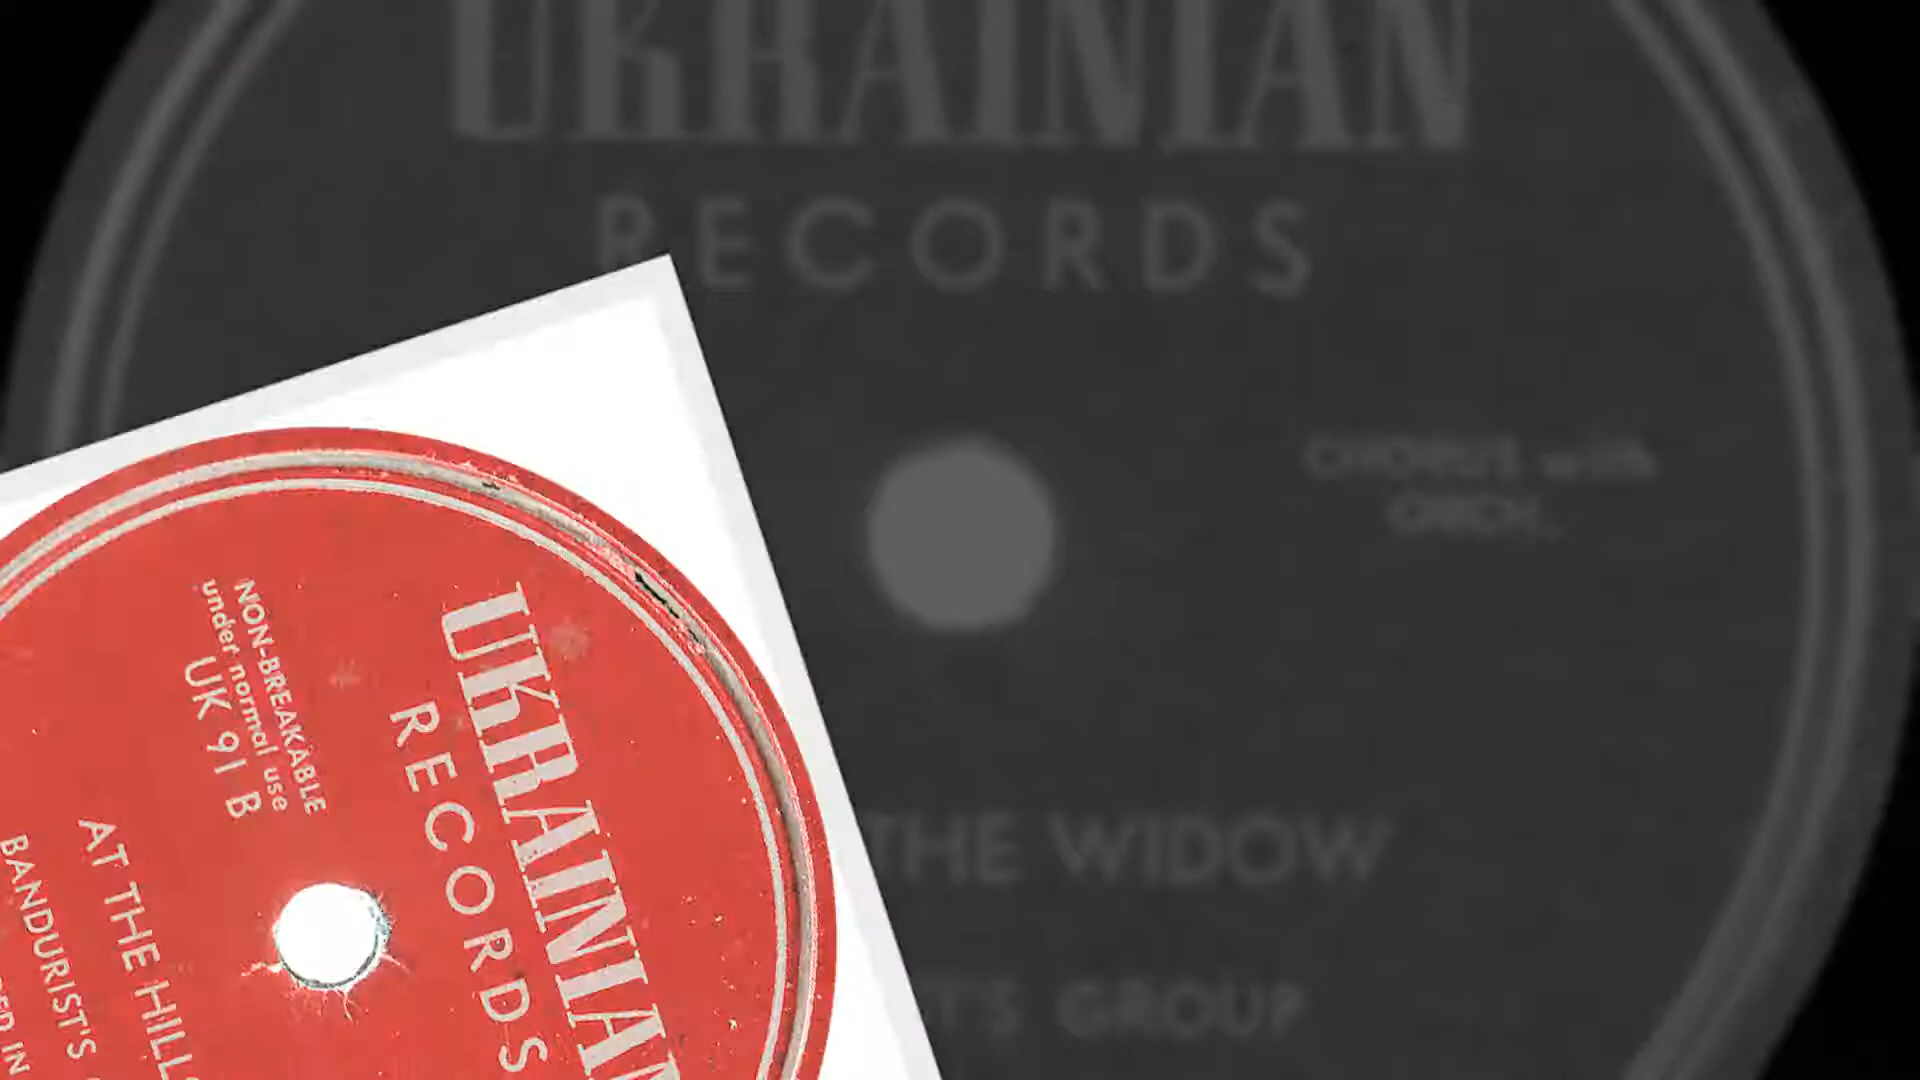 UKRAINIAN
RECORDS
CHORUS with
ORCH.
THE WIDOW
T'S GROUP
UKRAINIAN
RECORDS
NON-BREAKABLE
under normal use
UK 91 B
AT THE HILL
BANDURIST'S
IN